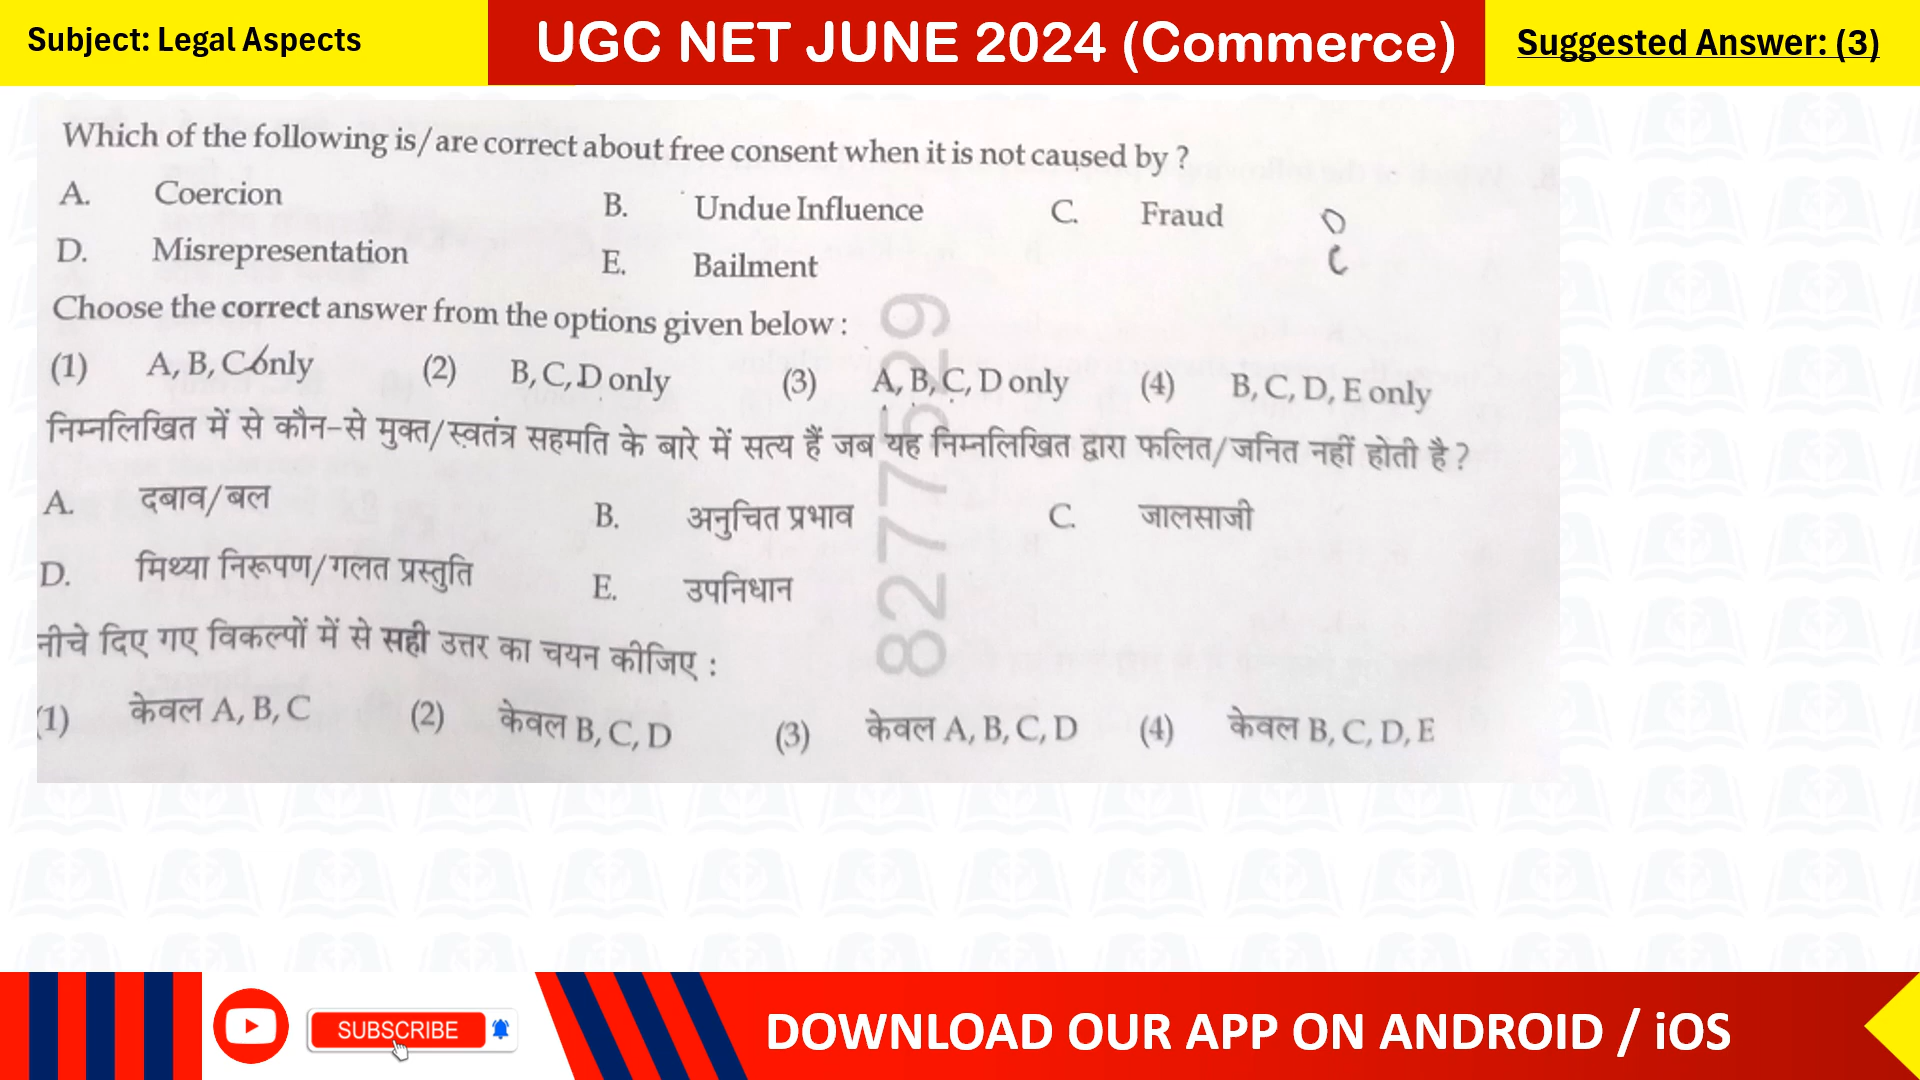 Subject: Legal Aspects
UGC NET JUNE 2024 (Commerce)
Suggested Answer: (3)
Which of the following is/are correct about free consent when it is not caused by ?
A. Coercion B. Undue Influence C. Fraud
D. Misrepresentation E. Bailment
D
C
Choose the correct answer from the options given below :
(1) A, B, C only (2) B, C, D only (3) A, B, C, D only (4) B, C, D, E only
निम्नलिखित में से कौन-से मुक्त/स्वतंत्र सहमति के बारे में सत्य हैं जब यह निम्नलिखित द्वारा फलित/जनित नहीं होती है ?
A. दबाव/बल B. अनुचित प्रभाव C. जालसाजी
D. मिथ्या निरूपण/गलत प्रस्तुति E. उपनिधान
नीचे दिए गए विकल्पों में से सही उत्तर का चयन कीजिए :
(1) केवल A, B, C (2) केवल B, C, D (3) केवल A, B, C, D (4) केवल B, C, D, E
8277529
SUBSCRIBE
DOWNLOAD OUR APP ON ANDROID / iOS